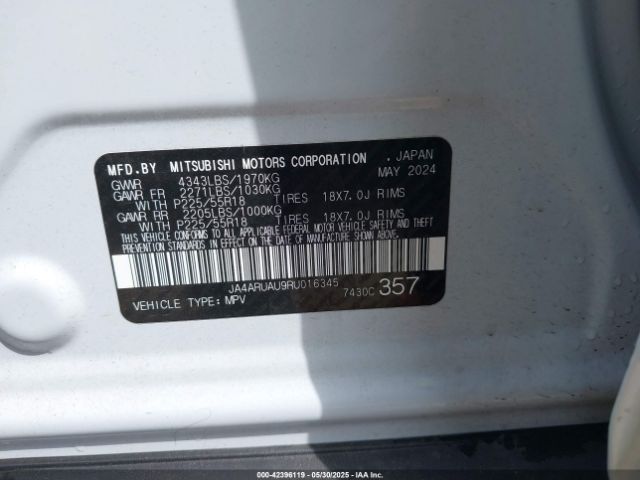 MFD.BY MITSUBISHI MOTORS CORPORATION . JAPAN
GVWR 4343LBS/1970KG MAY 2024
GAWR FR 2271LBS/1030KG
WITH P225/55R18 TIRES 18X7.0J RIMS
GAWR RR 2205LBS/1000KG
WITH P225/55R18 TIRES 18X7.0J RIMS
THIS VEHICLE CONFORMS TO ALL APPLICABLE FEDERAL MOTOR VEHICLE SAFETY AND THEFT
PREVENTION STANDARDS IN EFFECT ON THE DATE OF MANUFACTURE SHOWN ABOVE.
JA4ARUAU9RU016345
VEHICLE TYPE: MPV 7430C 357
000-42396119 — 05/30/2025 — IAAI.COM